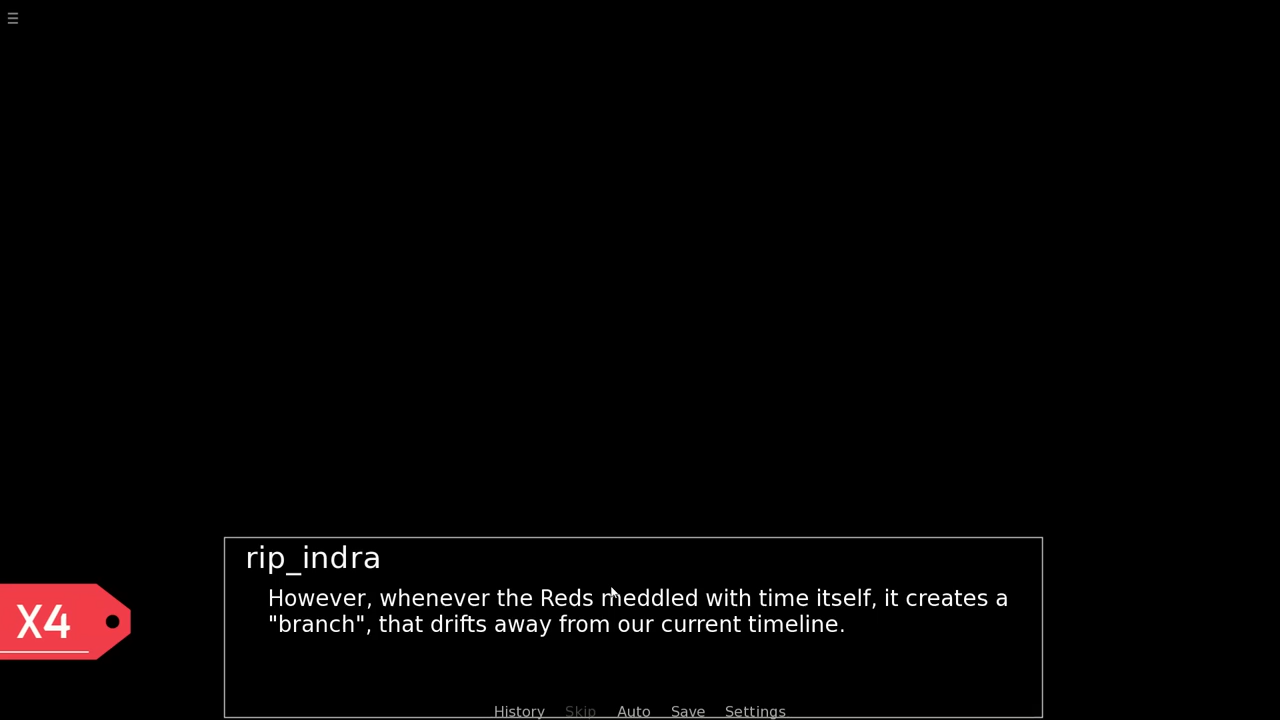 ☰
rip_indra
However, whenever the Reds meddled with time itself, it creates a
"branch", that drifts away from our current timeline.
X4
History Skip Auto Save Settings